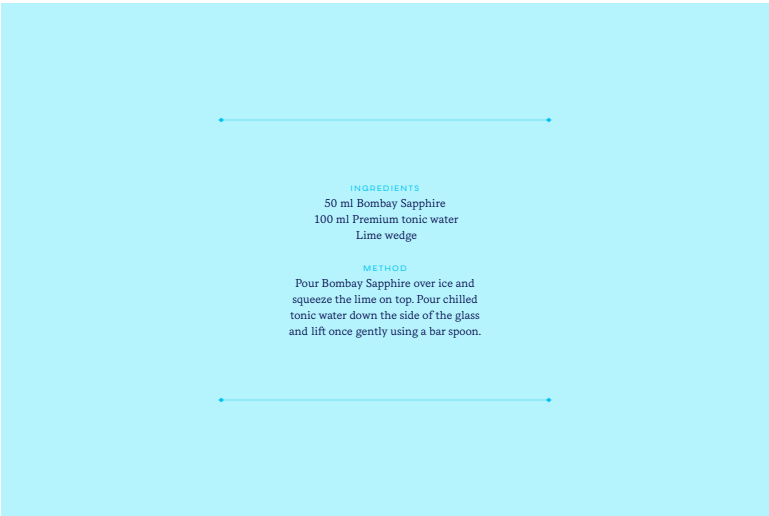 INGREDIENTS
50 ml Bombay Sapphire
100 ml Premium tonic water
Lime wedge
METHOD
Pour Bombay Sapphire over ice and
squeeze the lime on top. Pour chilled
tonic water down the side of the glass
and lift once gently using a bar spoon.